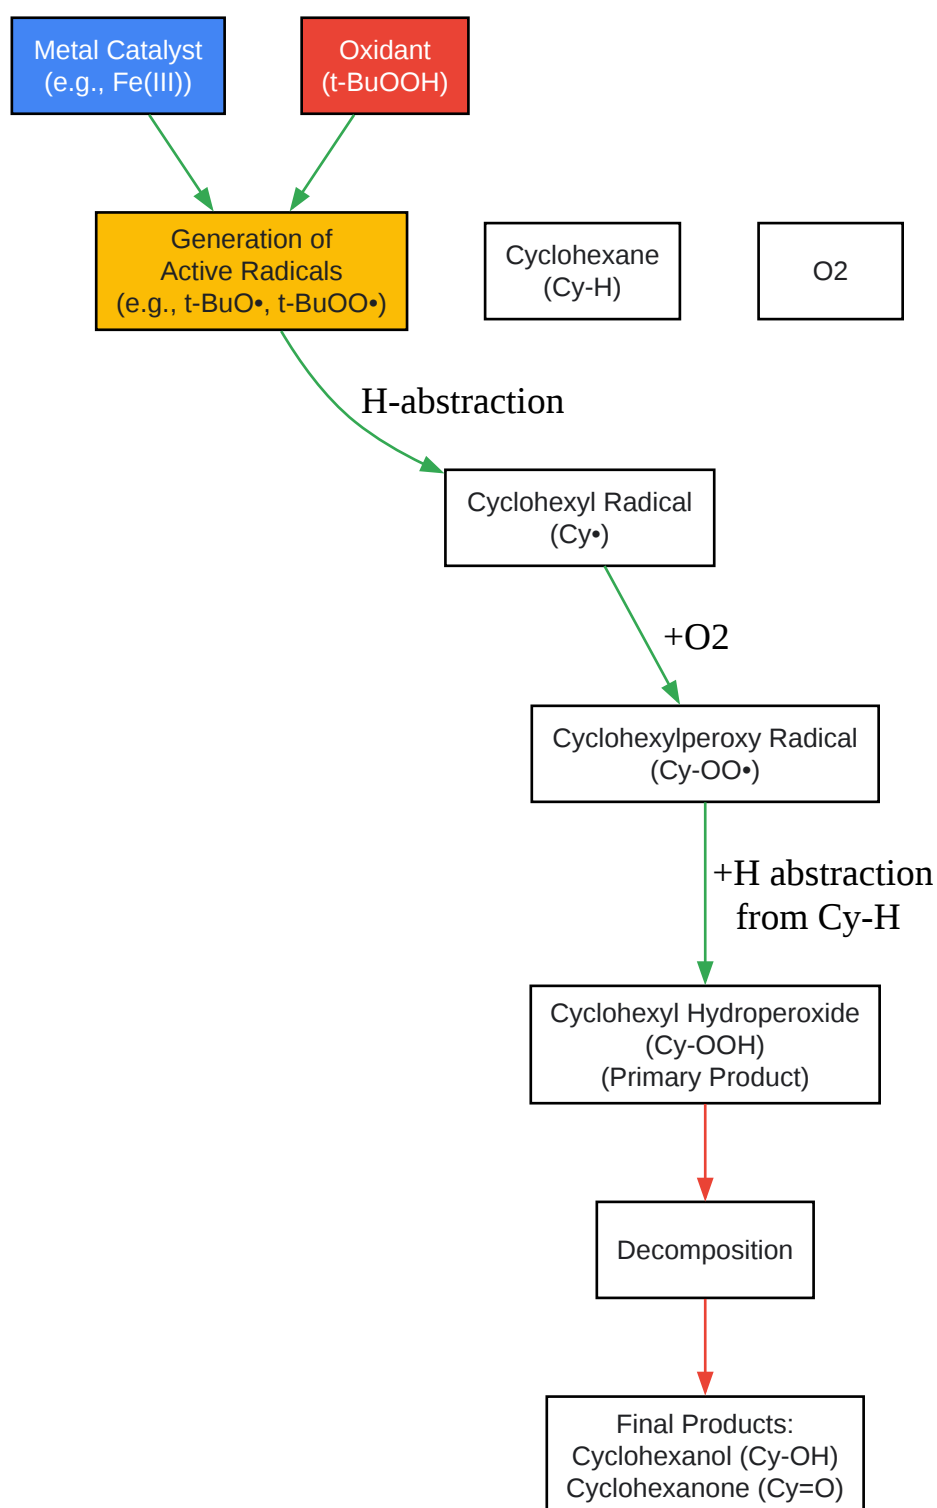 Metal Catalyst
(e.g., Fe(III))
Oxidant
(t-BuOOH)
Generation of
Active Radicals
(e.g., t-BuO•, t-BuOO•)
Cyclohexane
(Cy-H)
O2
H-abstraction
Cyclohexyl Radical
(Cy•)
+O2
Cyclohexylperoxy Radical
(Cy-OO•)
+H abstraction
from Cy-H
Cyclohexyl Hydroperoxide
(Cy-OOH)
(Primary Product)
Decomposition
Final Products:
Cyclohexanol (Cy-OH)
Cyclohexanone (Cy=O)